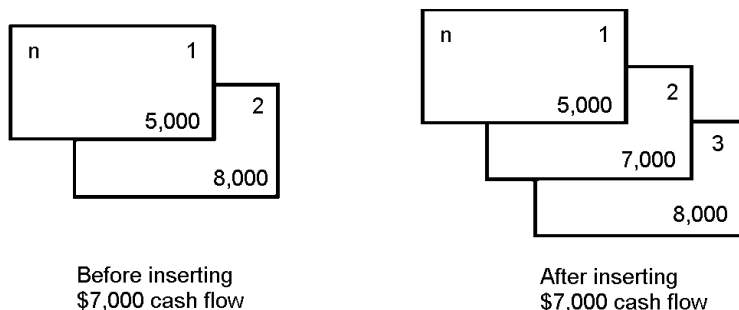 n 1
5,000
2
8,000
Before inserting
$7,000 cash flow
n 1
5,000
2
7,000
3
8,000
After inserting
$7,000 cash flow